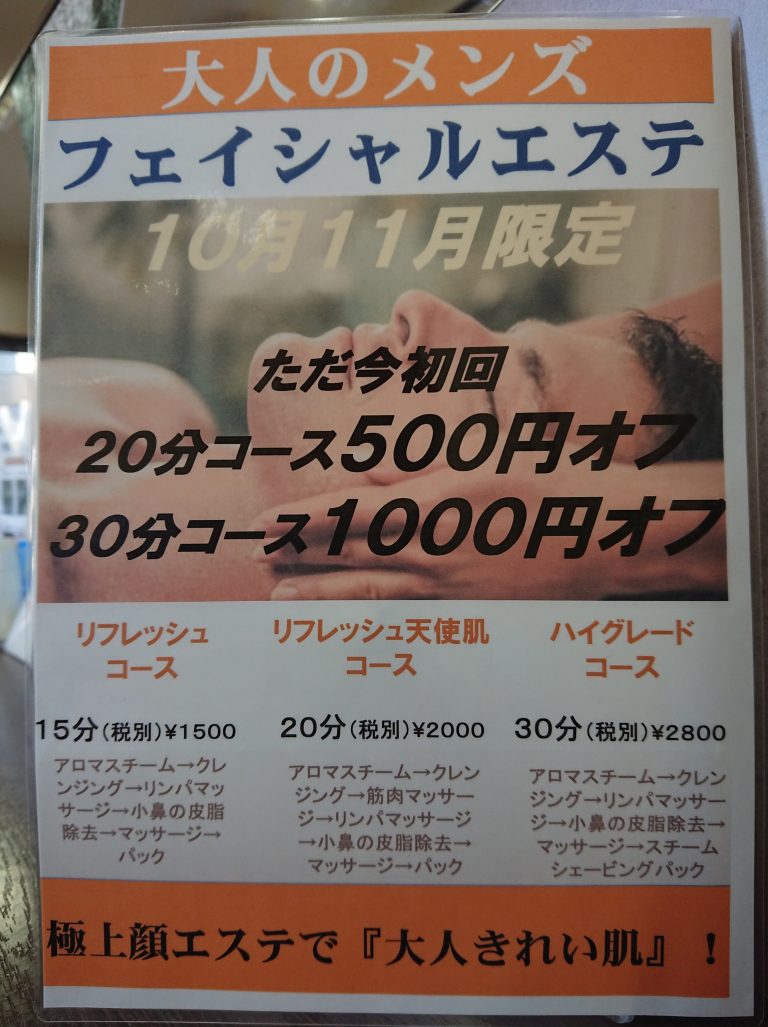 大人のメンズ
フェイシャルエステ
10月11月限定
ただ今初回
20分コース500円オフ
30分コース1000円オフ
リフレッシュ
コース
15分(税別)¥1500
アロマスチーム→クレ
ンジング→リンパマッ
サージ→小鼻の皮脂
除去→マッサージ→
パック
リフレッシュ天使肌
コース
20分(税別)¥2000
アロマスチーム→クレン
ジング→筋肉マッサー
ジ→リンパマッサージ
→小鼻の皮脂除去→
マッサージ→パック
ハイグレード
コース
30分(税別)¥2800
アロマスチーム→クレン
ジング→リンパマッサー
ジ→小鼻の皮脂除去→
マッサージ→スチーム
シェービングパック
極上顔エステで『大人きれい肌』！